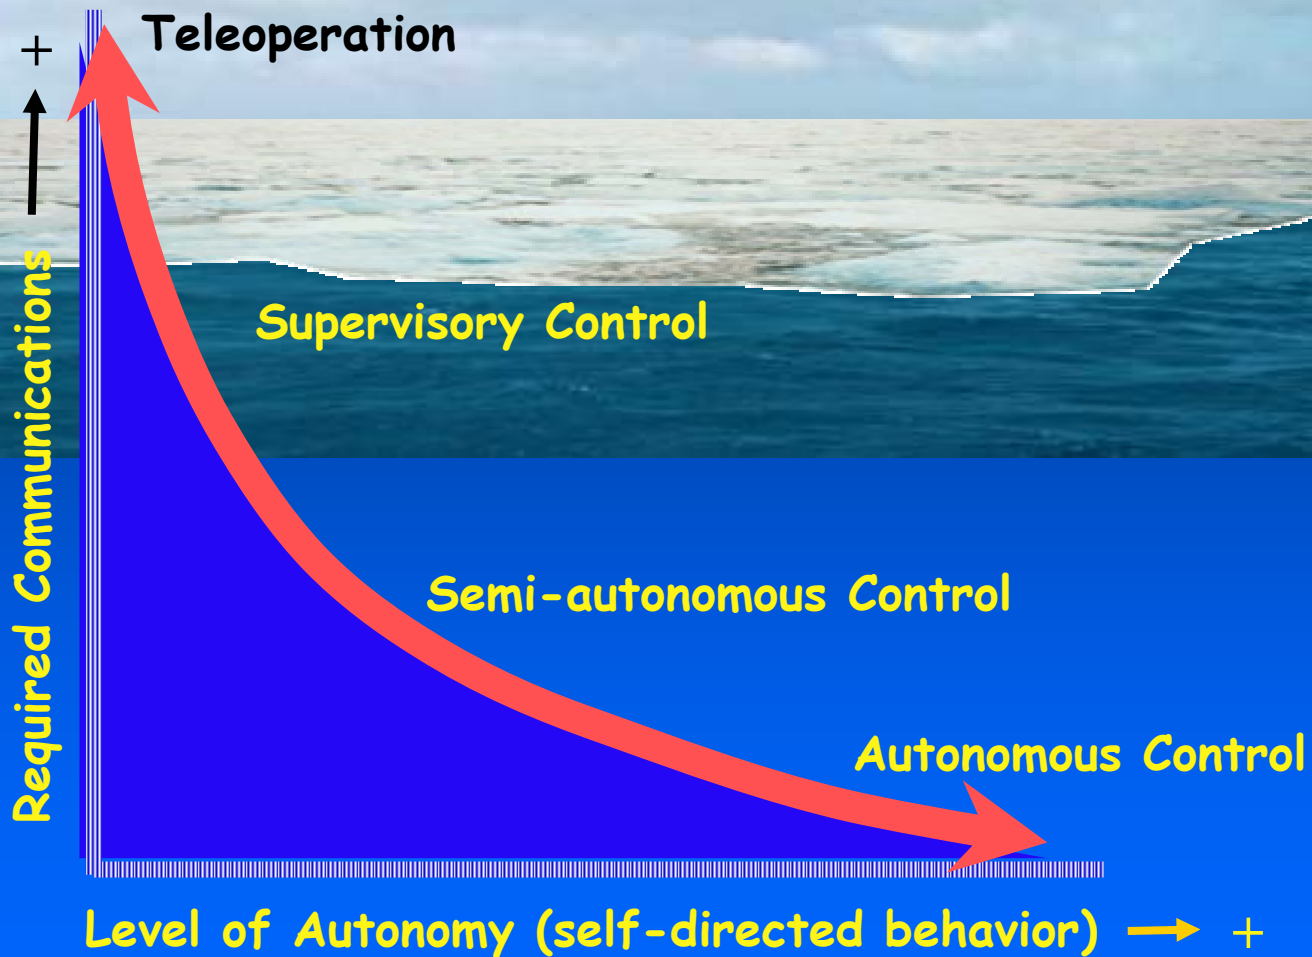 +
Teleoperation
Required Communications
Supervisory Control
Semi-autonomous Control
Autonomous Control
Level of Autonomy (self-directed behavior)
+